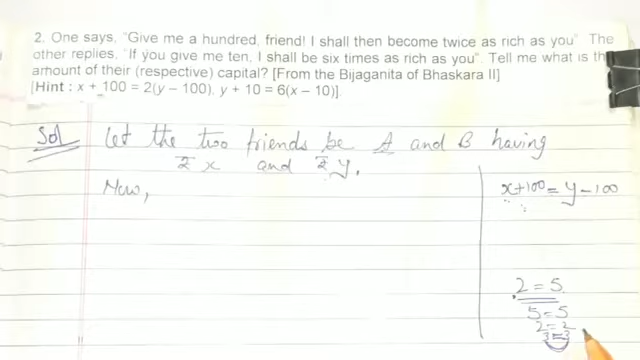 2. One says, "Give me a hundred, friend! I shall then become twice as rich as you". The
other replies, "If you give me ten, I shall be six times as rich as you". Tell me what is the
amount of their (respective) capital? [From the Bijaganita of Bhaskara II]
[Hint : x + 100 = 2(y – 100), y + 10 = 6(x – 10)].
Sol Let the two friends be A and B having
₹ x and ₹ y.
Now,
x+100 = y-100
2 = 5
5 = 5
2 = 2
3 = 3